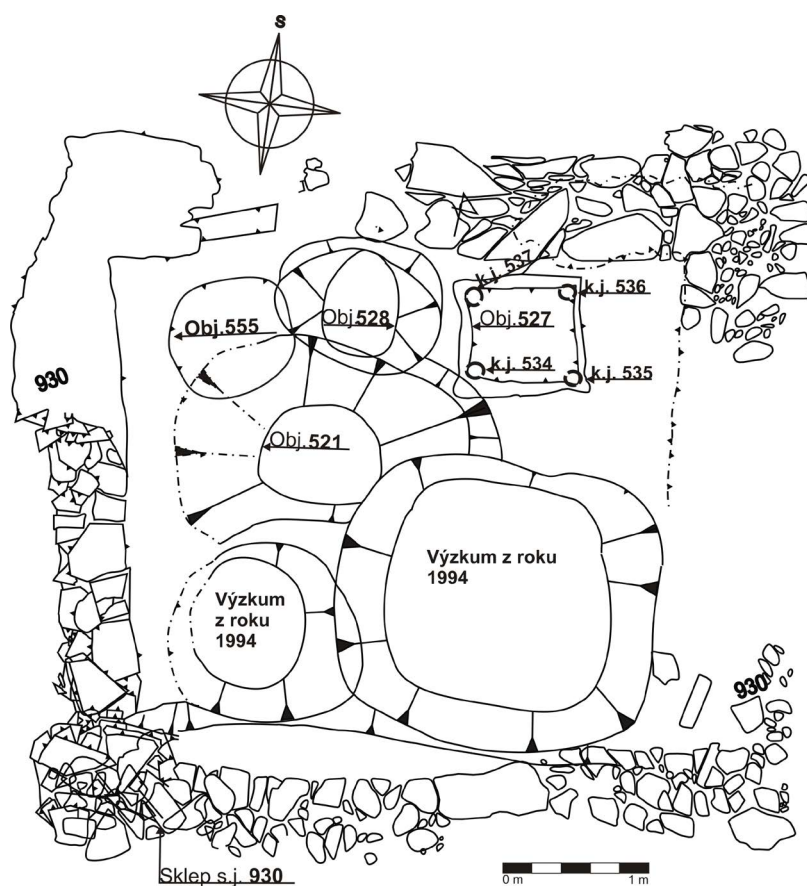 S
k.j. 537
k.j. 536
Obj.555
Obj.528
Obj.527
k.j. 534
k.j. 535
930
Obj.521
Výzkum z roku
1994
Výzkum
z roku
1994
930
Sklep s.j. 930
0 m 1 m